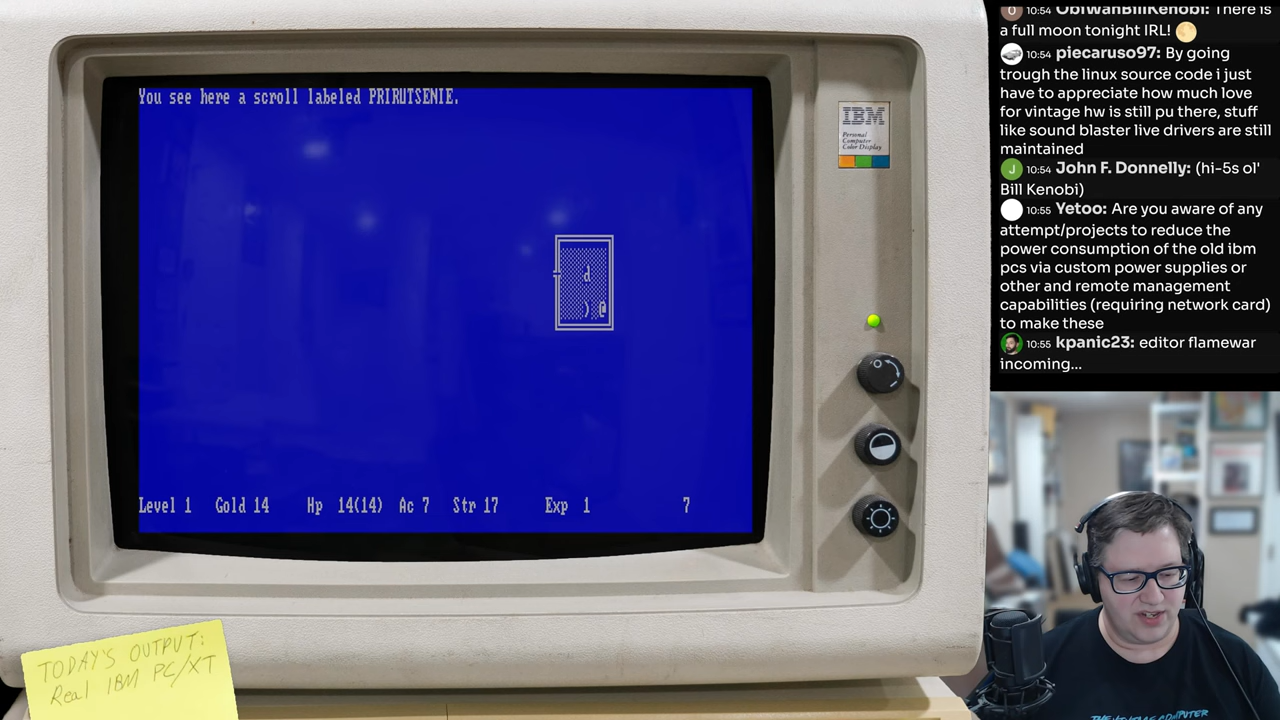 You see here a scroll labeled PRIRUTSENIE.
d
)
Level 1 Gold 14 Hp 14(14) Ac 7 Str 17 Exp 1 7
IBM
Personal
Computer
Color Display
TODAY'S OUTPUT:
Real IBM PC/XT
O 10:54 ObiWanBillKenobi: There is
a full moon tonight IRL! 🌕
10:54 piecaruso97: By going
trough the linux source code i just
have to appreciate how much love
for vintage hw is still pu there, stuff
like sound blaster live drivers are still
maintained
J 10:54 John F. Donnelly: (hi-5s ol'
Bill Kenobi)
10:55 Yetoo: Are you aware of any
attempt/projects to reduce the
power consumption of the old ibm
pcs via custom power supplies or
other and remote management
capabilities (requiring network card)
to make these
10:55 kpanic23: editor flamewar
incoming...